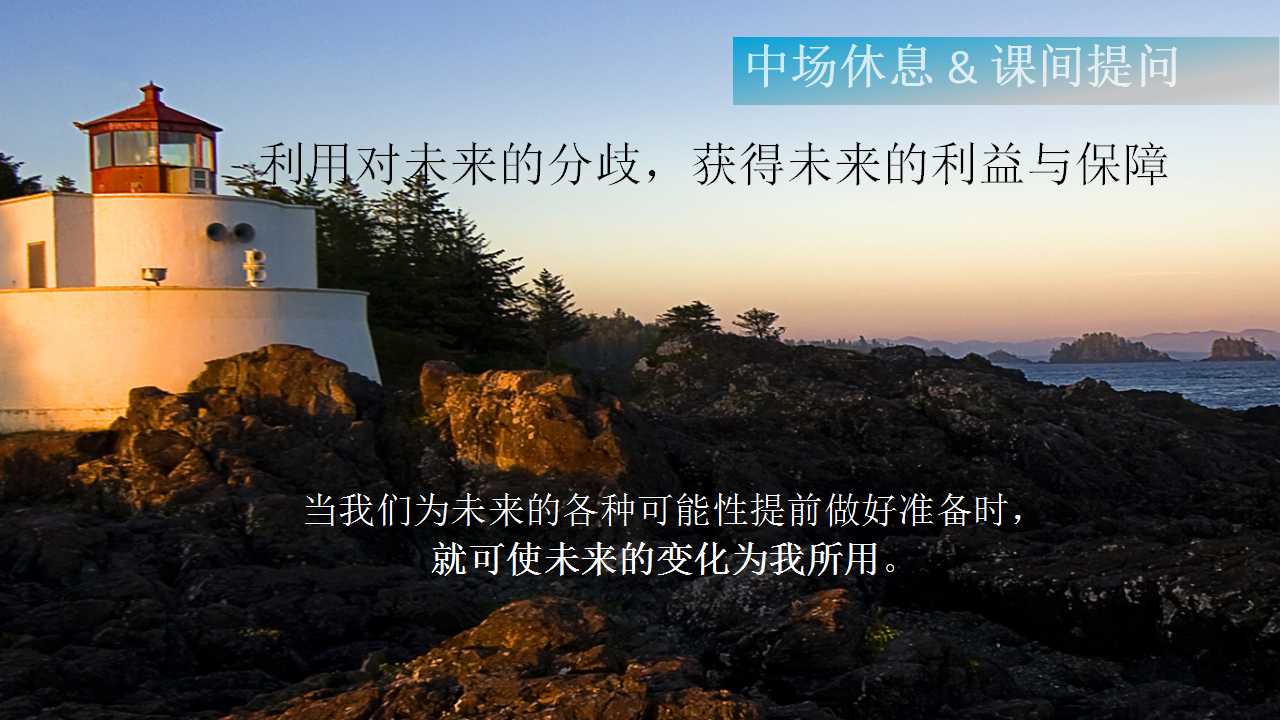 中场休息 & 课间提问
利用对未来的分歧，获得未来的利益与保障
当我们为未来的各种可能性提前做好准备时，
就可使未来的变化为我所用。